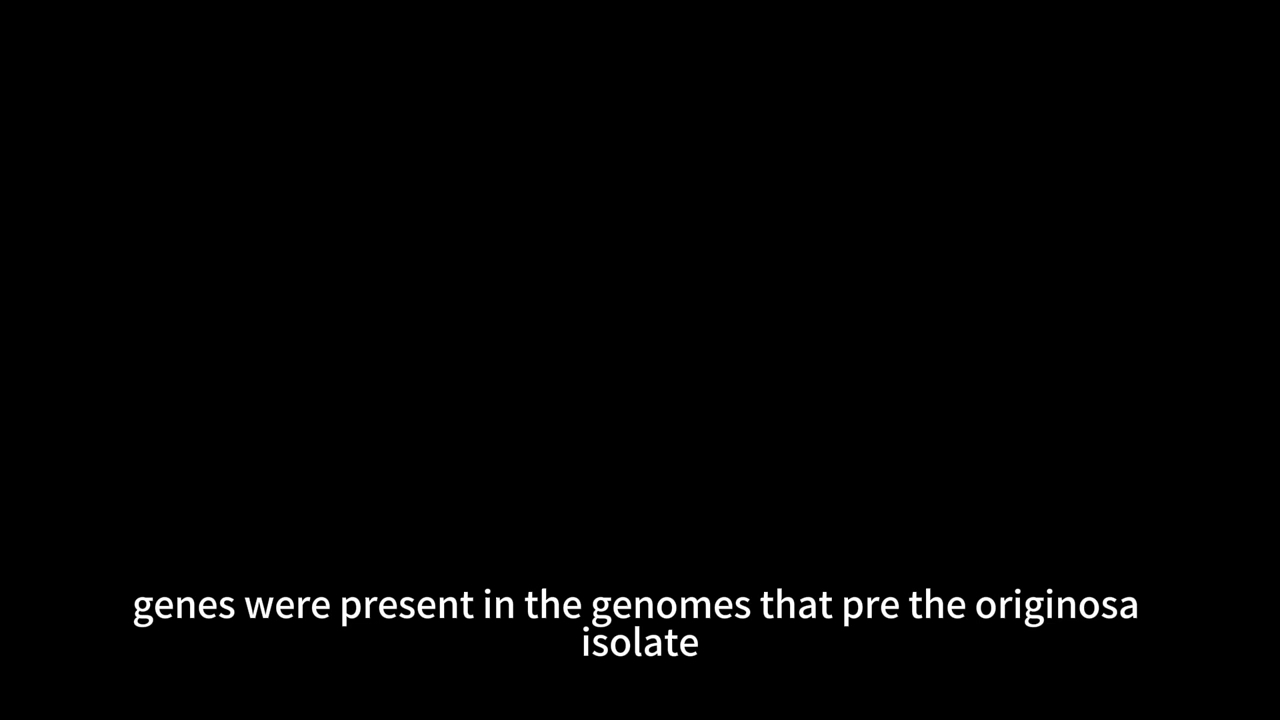 genes were present in the genomes that pre the originosa
isolate